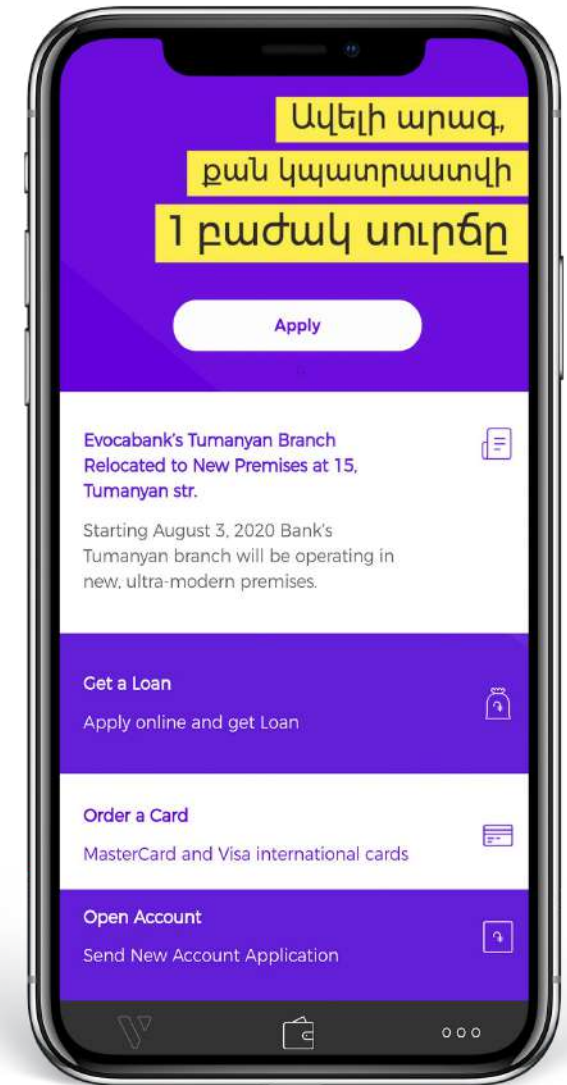 Ավելի արագ,
քան կպատրաստվի
1 բաժակ սուրճը
Apply
Evocabank's Tumanyan Branch
Relocated to New Premises at 15,
Tumanyan str.
Starting August 3, 2020 Bank's
Tumanyan branch will be operating in
new, ultra-modern premises.
Get a Loan
Apply online and get Loan
Order a Card
MasterCard and Visa international cards
Open Account
Send New Account Application